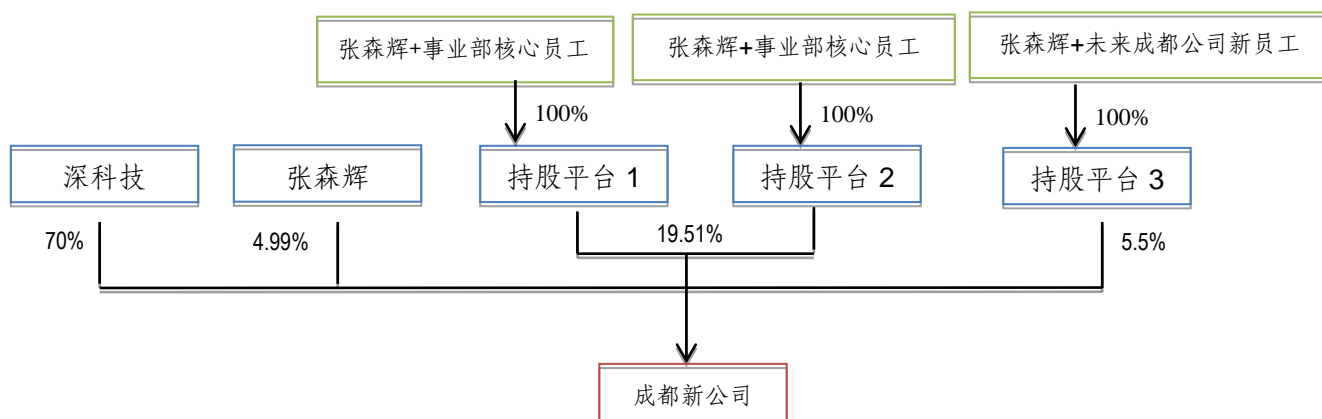 张森辉+事业部核心员工
张森辉+事业部核心员工
张森辉+未来成都公司新员工
100%
100%
100%
深科技
张森辉
持股平台 1
持股平台 2
持股平台 3
70%
4.99%
19.51%
5.5%
成都新公司